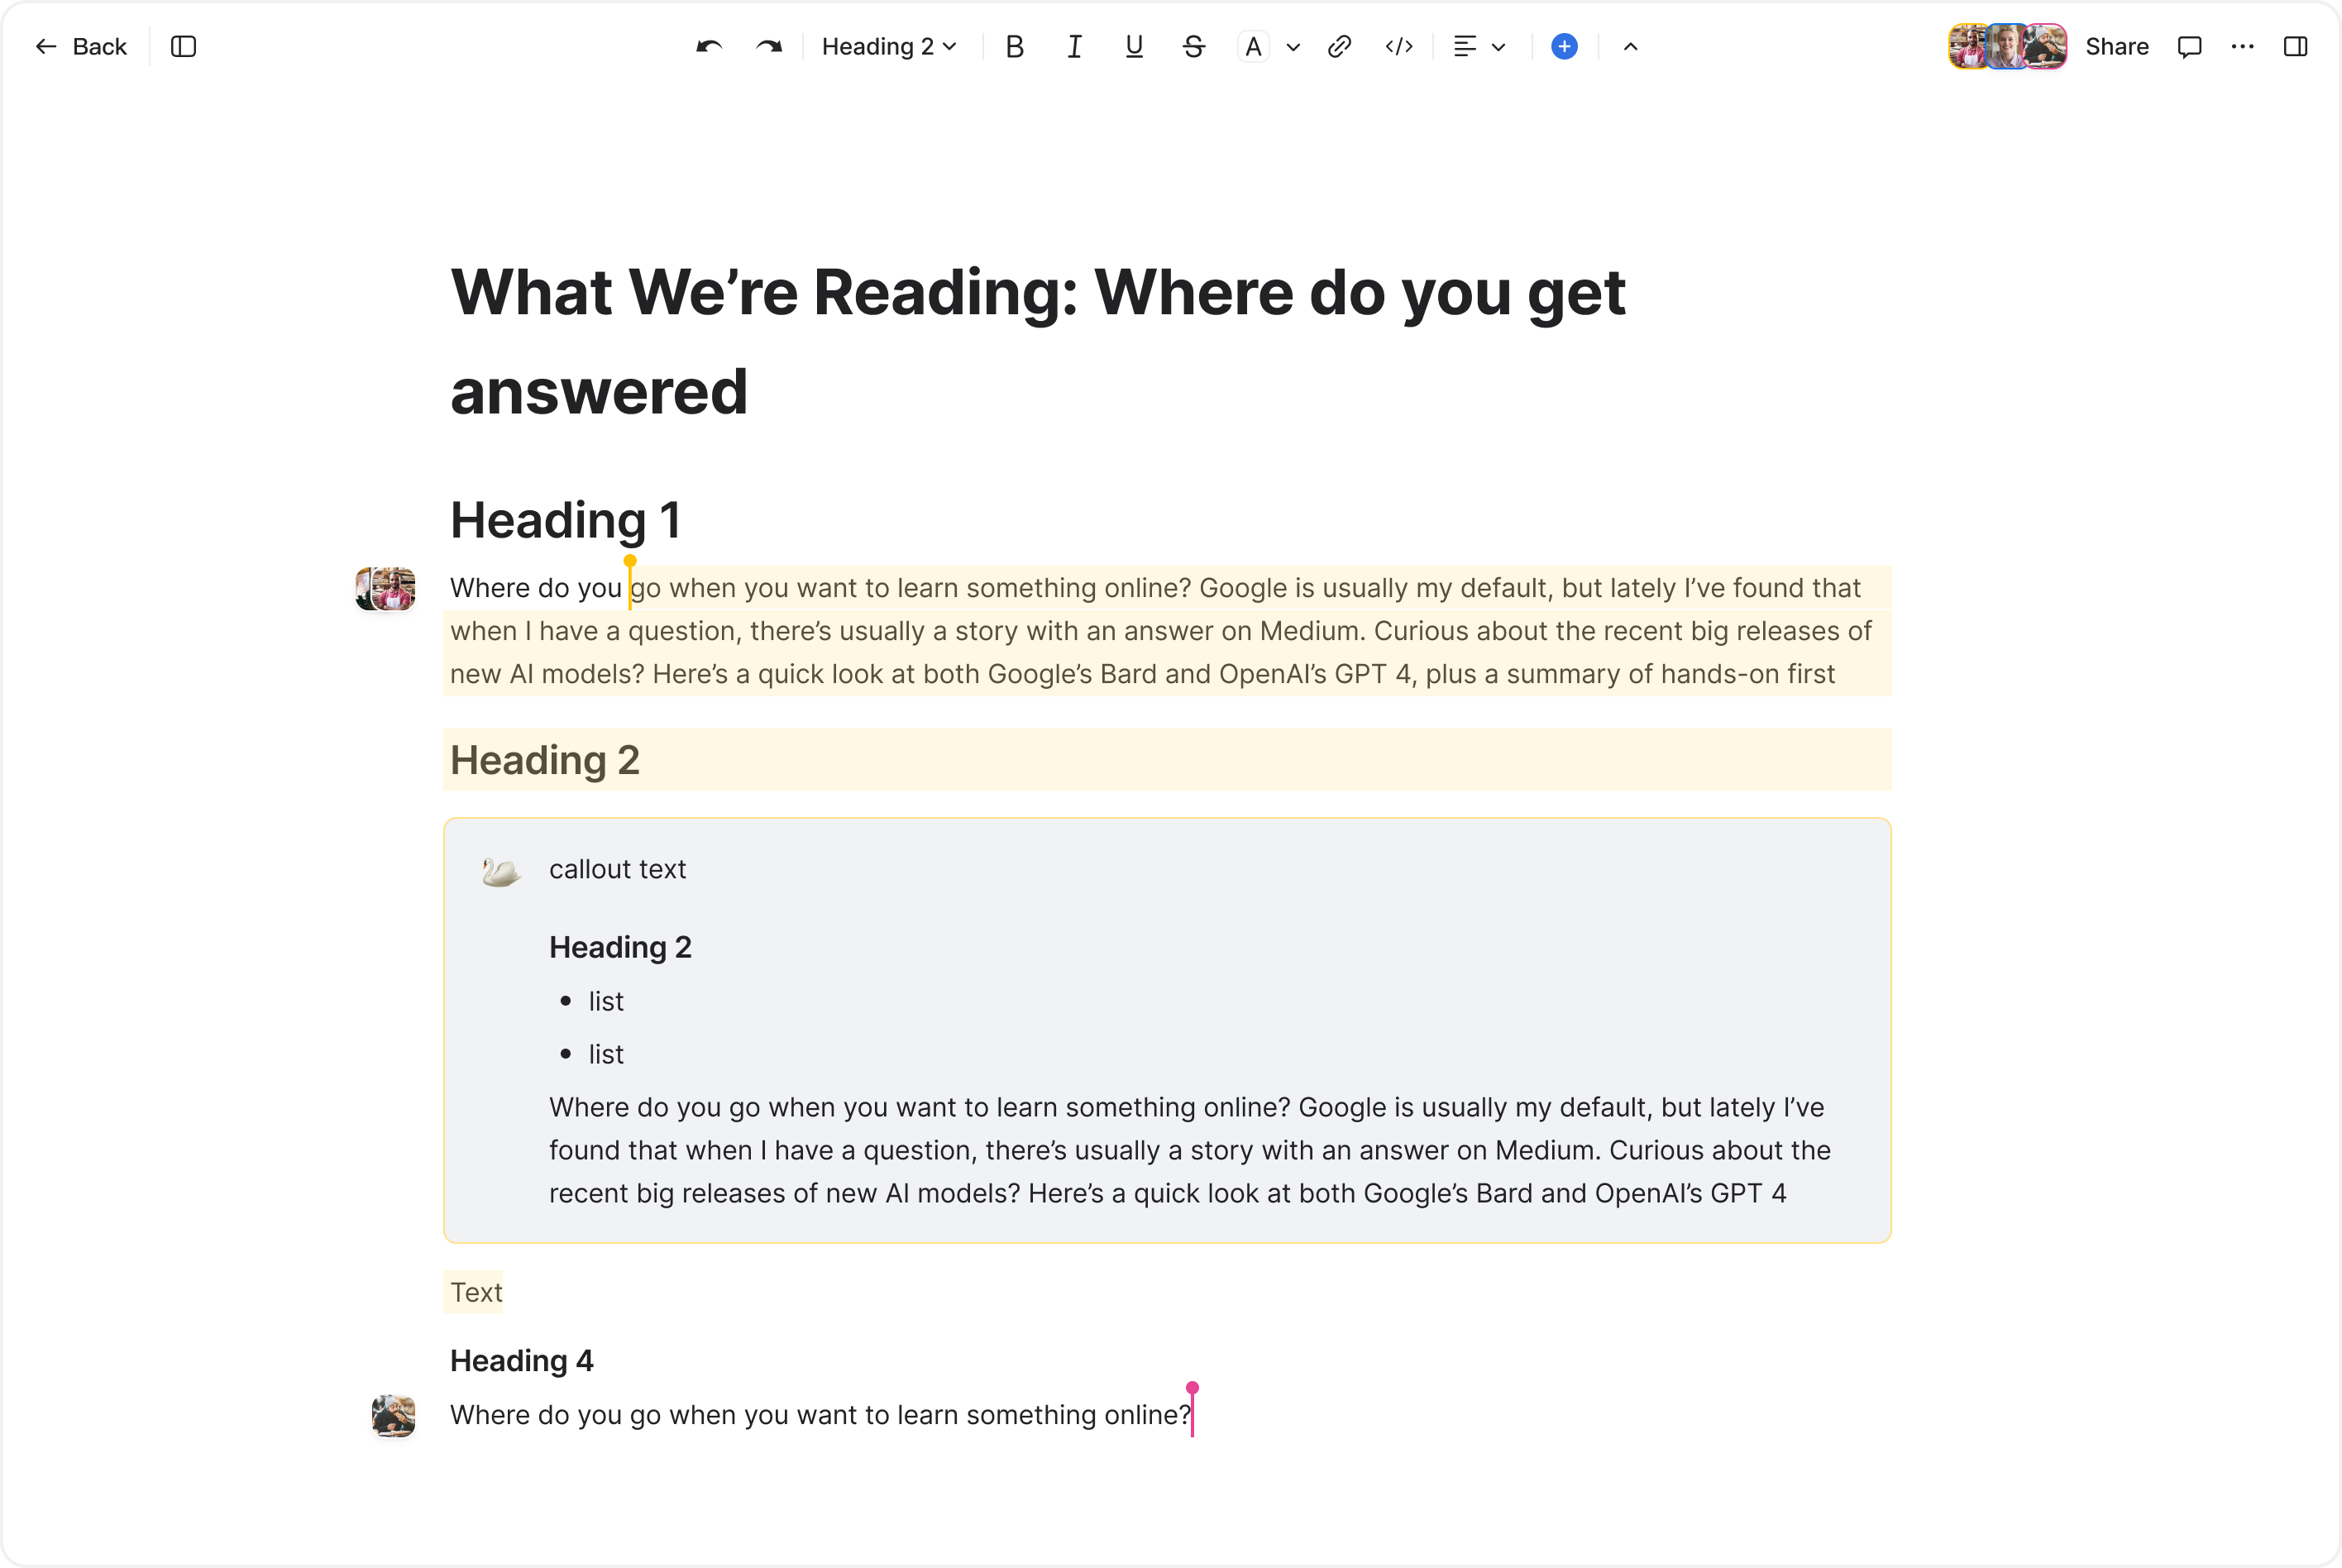 Back
Heading 2
B I U S A </>
Share
What We’re Reading: Where do you get
answered
Heading 1
Where do you go when you want to learn something online? Google is usually my default, but lately I’ve found that
when I have a question, there’s usually a story with an answer on Medium. Curious about the recent big releases of
new AI models? Here’s a quick look at both Google’s Bard and OpenAI’s GPT 4, plus a summary of hands-on first
Heading 2
callout text
Heading 2
• list
• list
Where do you go when you want to learn something online? Google is usually my default, but lately I’ve
found that when I have a question, there’s usually a story with an answer on Medium. Curious about the
recent big releases of new AI models? Here’s a quick look at both Google’s Bard and OpenAI’s GPT 4
Text
Heading 4
Where do you go when you want to learn something online?